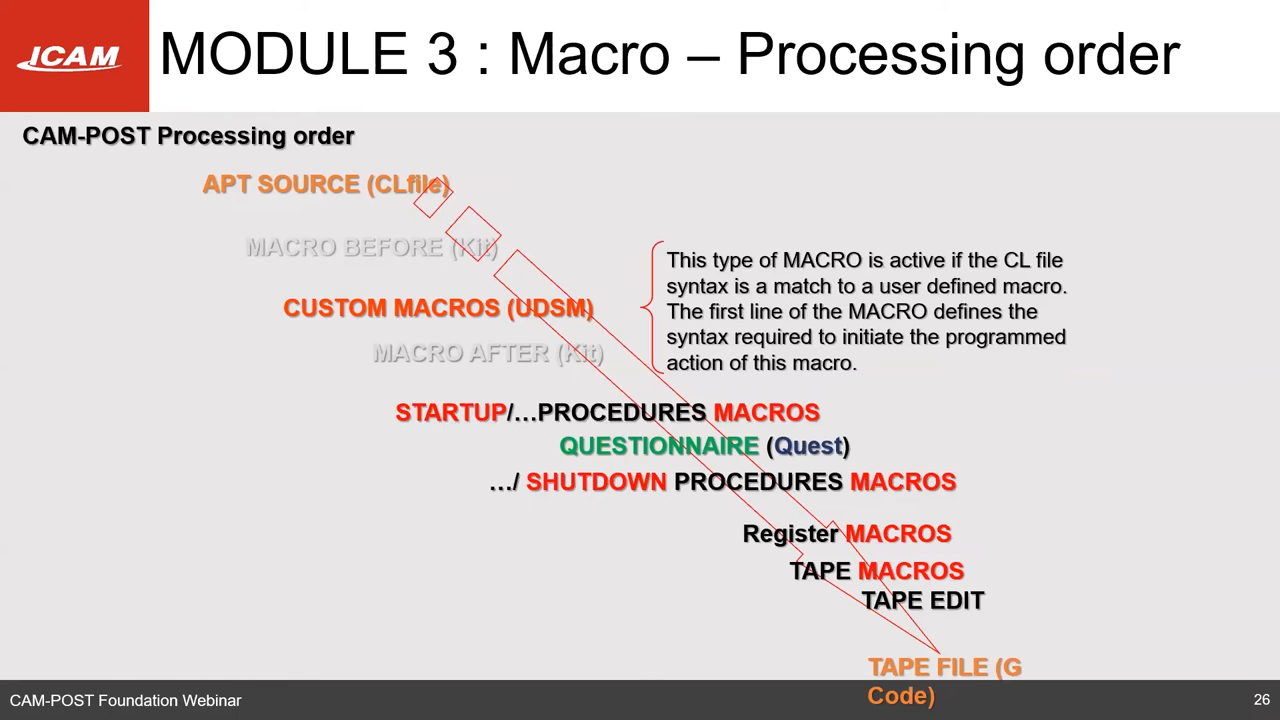 ICAM
MODULE 3 : Macro – Processing order
CAM-POST Processing order
APT SOURCE (CLfile)
MACRO BEFORE (Kit)
CUSTOM MACROS (UDSM)
MACRO AFTER (Kit)
This type of MACRO is active if the CL file
syntax is a match to a user defined macro.
The first line of the MACRO defines the
syntax required to initiate the programmed
action of this macro.
STARTUP/…PROCEDURES MACROS
QUESTIONNAIRE (Quest)
…/ SHUTDOWN PROCEDURES MACROS
Register MACROS
TAPE MACROS
TAPE EDIT
TAPE FILE (G
Code)
CAM-POST Foundation Webinar
26